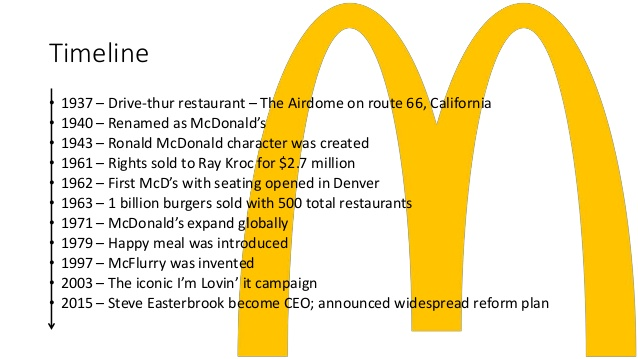 Timeline
1937 – Drive-thur restaurant – The Airdome on route 66, California
1940 – Renamed as McDonald's
1943 – Ronald McDonald character was created
1961 – Rights sold to Ray Kroc for $2.7 million
1962 – First McD's with seating opened in Denver
1963 – 1 billion burgers sold with 500 total restaurants
1971 – McDonald's expand globally
1979 – Happy meal was introduced
1997 – McFlurry was invented
2003 – The iconic I'm Lovin' it campaign
2015 – Steve Easterbrook become CEO; announced widespread reform plan